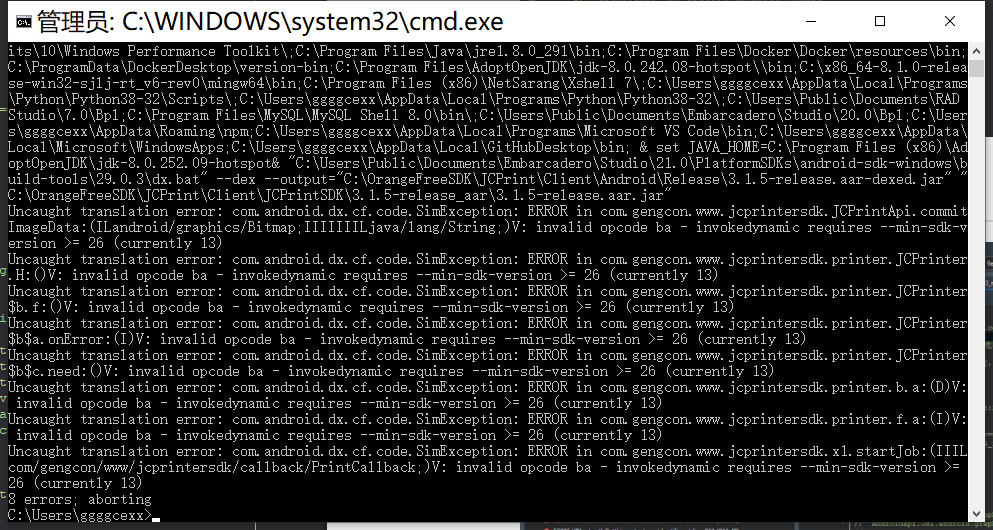 管理员: C:\WINDOWS\system32\cmd.exe
its\10\Windows Performance Toolkit\;C:\Program Files\Java\jre1.8.0_291\bin;C:\Program Files\Docker\Docker\resources\bin;
C:\ProgramData\DockerDesktop\version-bin;C:\Program Files\AdoptOpenJDK\jdk-8.0.242.08-hotspot\\bin;C:\x86_64-8.1.0-relea
se-win32-sjlj-rt_v6-rev0\mingw64\bin;C:\Program Files (x86)\NetSarang\Xshell 7\;C:\Users\ggggcexx\AppData\Local\Programs
\Python\Python38-32\Scripts\;C:\Users\ggggcexx\AppData\Local\Programs\Python\Python38-32\;C:\Users\Public\Documents\RAD
Studio\7.0\Bpl;C:\Program Files\MySQL\MySQL Shell 8.0\bin\;C:\Users\Public\Documents\Embarcadero\Studio\20.0\Bpl;C:\User
s\ggggcexx\AppData\Roaming\npm;C:\Users\ggggcexx\AppData\Local\Programs\Microsoft VS Code\bin;C:\Users\ggggcexx\AppData\
Local\Microsoft\WindowsApps;C:\Users\ggggcexx\AppData\Local\GitHubDesktop\bin; & set JAVA_HOME=C:\Program Files (x86)\Ad
optOpenJDK\jdk-8.0.252.09-hotspot& "C:\Users\Public\Documents\Embarcadero\Studio\21.0\PlatformSDKs\android-sdk-windows\b
uild-tools\29.0.3\dx.bat" --dex --output="C:\OrangeFreeSDK\JCPrint\Client\Android\Release\3.1.5-release.aar-dexed.jar" "
C:\OrangeFreeSDK\JCPrint\Client\JCPrintSDK\3.1.5-release_aar\3.1.5-release.aar.jar"
Uncaught translation error: com.android.dx.cf.code.SimException: ERROR in com.gengcon.www.jcprintersdk.JCPrintApi.commit
ImageData:(ILandroid/graphics/Bitmap;IIIIIIILjava/lang/String;)V: invalid opcode ba - invokedynamic requires --min-sdk-v
ersion >= 26 (currently 13)
Uncaught translation error: com.android.dx.cf.code.SimException: ERROR in com.gengcon.www.jcprintersdk.printer.JCPrinter
.H:()V: invalid opcode ba - invokedynamic requires --min-sdk-version >= 26 (currently 13)
Uncaught translation error: com.android.dx.cf.code.SimException: ERROR in com.gengcon.www.jcprintersdk.printer.JCPrinter
$b.f:()V: invalid opcode ba - invokedynamic requires --min-sdk-version >= 26 (currently 13)
Uncaught translation error: com.android.dx.cf.code.SimException: ERROR in com.gengcon.www.jcprintersdk.printer.JCPrinter
$b$a.onError:(I)V: invalid opcode ba - invokedynamic requires --min-sdk-version >= 26 (currently 13)
Uncaught translation error: com.android.dx.cf.code.SimException: ERROR in com.gengcon.www.jcprintersdk.printer.JCPrinter
$b$c.need:()V: invalid opcode ba - invokedynamic requires --min-sdk-version >= 26 (currently 13)
Uncaught translation error: com.android.dx.cf.code.SimException: ERROR in com.gengcon.www.jcprintersdk.printer.b.a:(D)V:
 invalid opcode ba - invokedynamic requires --min-sdk-version >= 26 (currently 13)
Uncaught translation error: com.android.dx.cf.code.SimException: ERROR in com.gengcon.www.jcprintersdk.printer.f.a:(I)V:
 invalid opcode ba - invokedynamic requires --min-sdk-version >= 26 (currently 13)
Uncaught translation error: com.android.dx.cf.code.SimException: ERROR in com.gengcon.www.jcprintersdk.xl.startJob:(IIIL
com/gengcon/www/jcprintersdk/callback/PrintCallback;)V: invalid opcode ba - invokedynamic requires --min-sdk-version >=
26 (currently 13)
8 errors; aborting
C:\Users\ggggcexx>